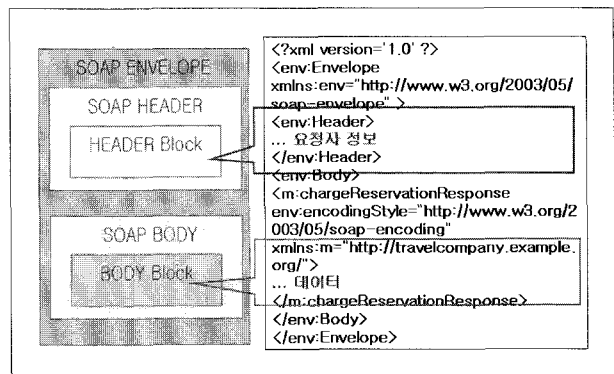 SOAP ENVELOPE
SOAP HEADER
HEADER Block
SOAP BODY
BODY Block
<?xml version='1.0' ?>
<env:Envelope
xmlns:env="http://www.w3.org/2003/05/
soap-envelope" >
<env:Header>
... 요청사 정보
</env:Header>
<env:Body>
<m:chargeReservationResponse
env:encodingStyle="http://www.w3.org/2
003/05/soap-encoding"
xmlns:m="http://travelcompany.example.
org/">
... 데이터
</m:chargeReservationResponse>
</env:Body>
</env:Envelope>